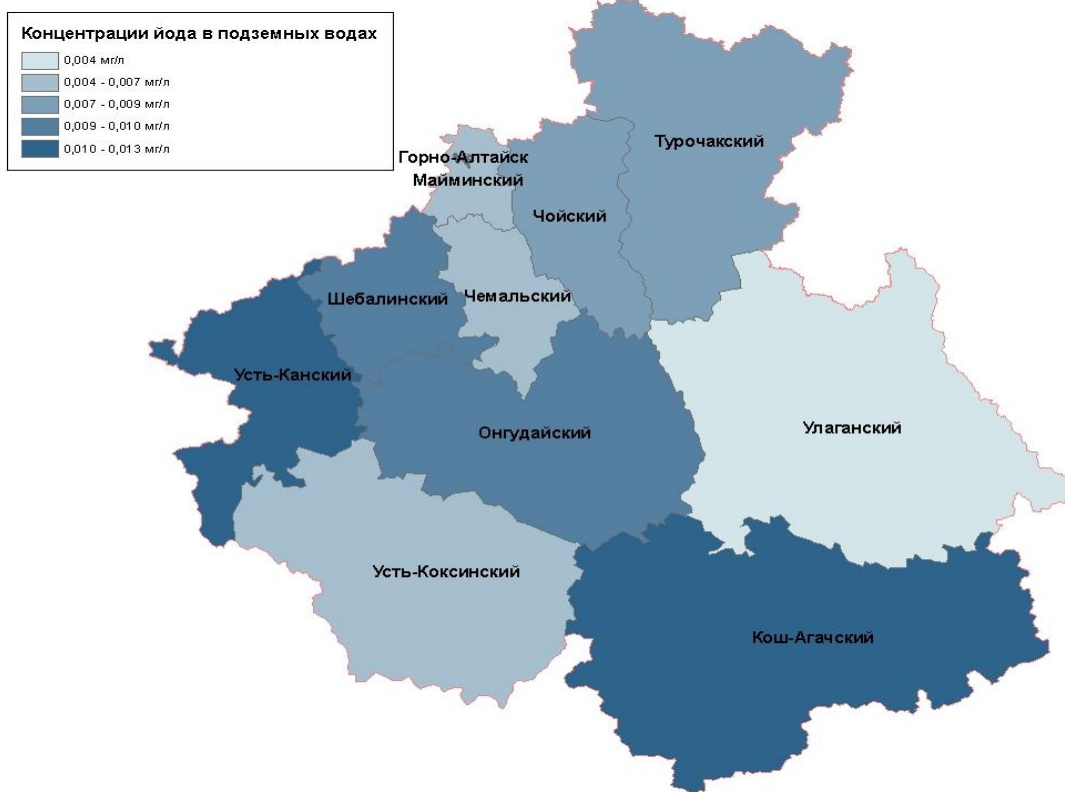 Концентрации йода в подземных водах
0,004 мг/л
0,004 - 0,007 мг/л
0,007 - 0,009 мг/л
0,009 - 0,010 мг/л
0,010 - 0,013 мг/л
Турочакский
Горно-Алтайск
Майминский
Чойский
Шебалинский
Чемальский
Усть-Канский
Онгудайский
Улаганский
Усть-Коксинский
Кош-Агачский